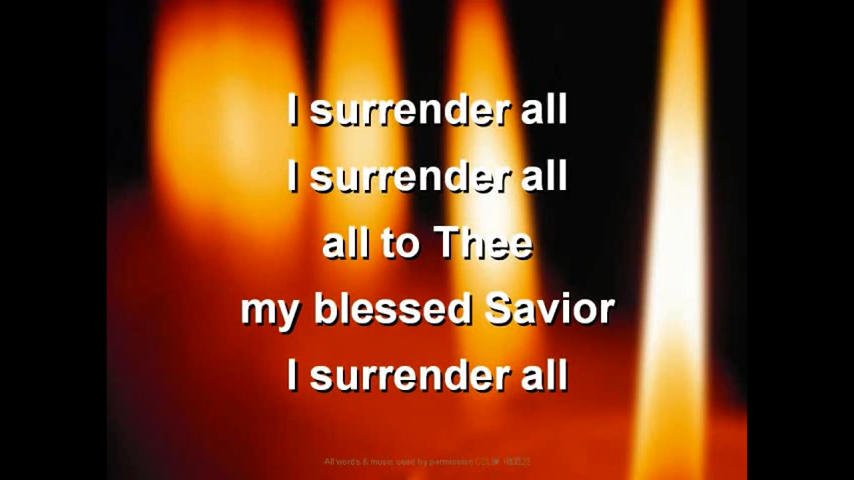 I surrender all
I surrender all
all to Thee
my blessed Savior
I surrender all
All words & music used by permission